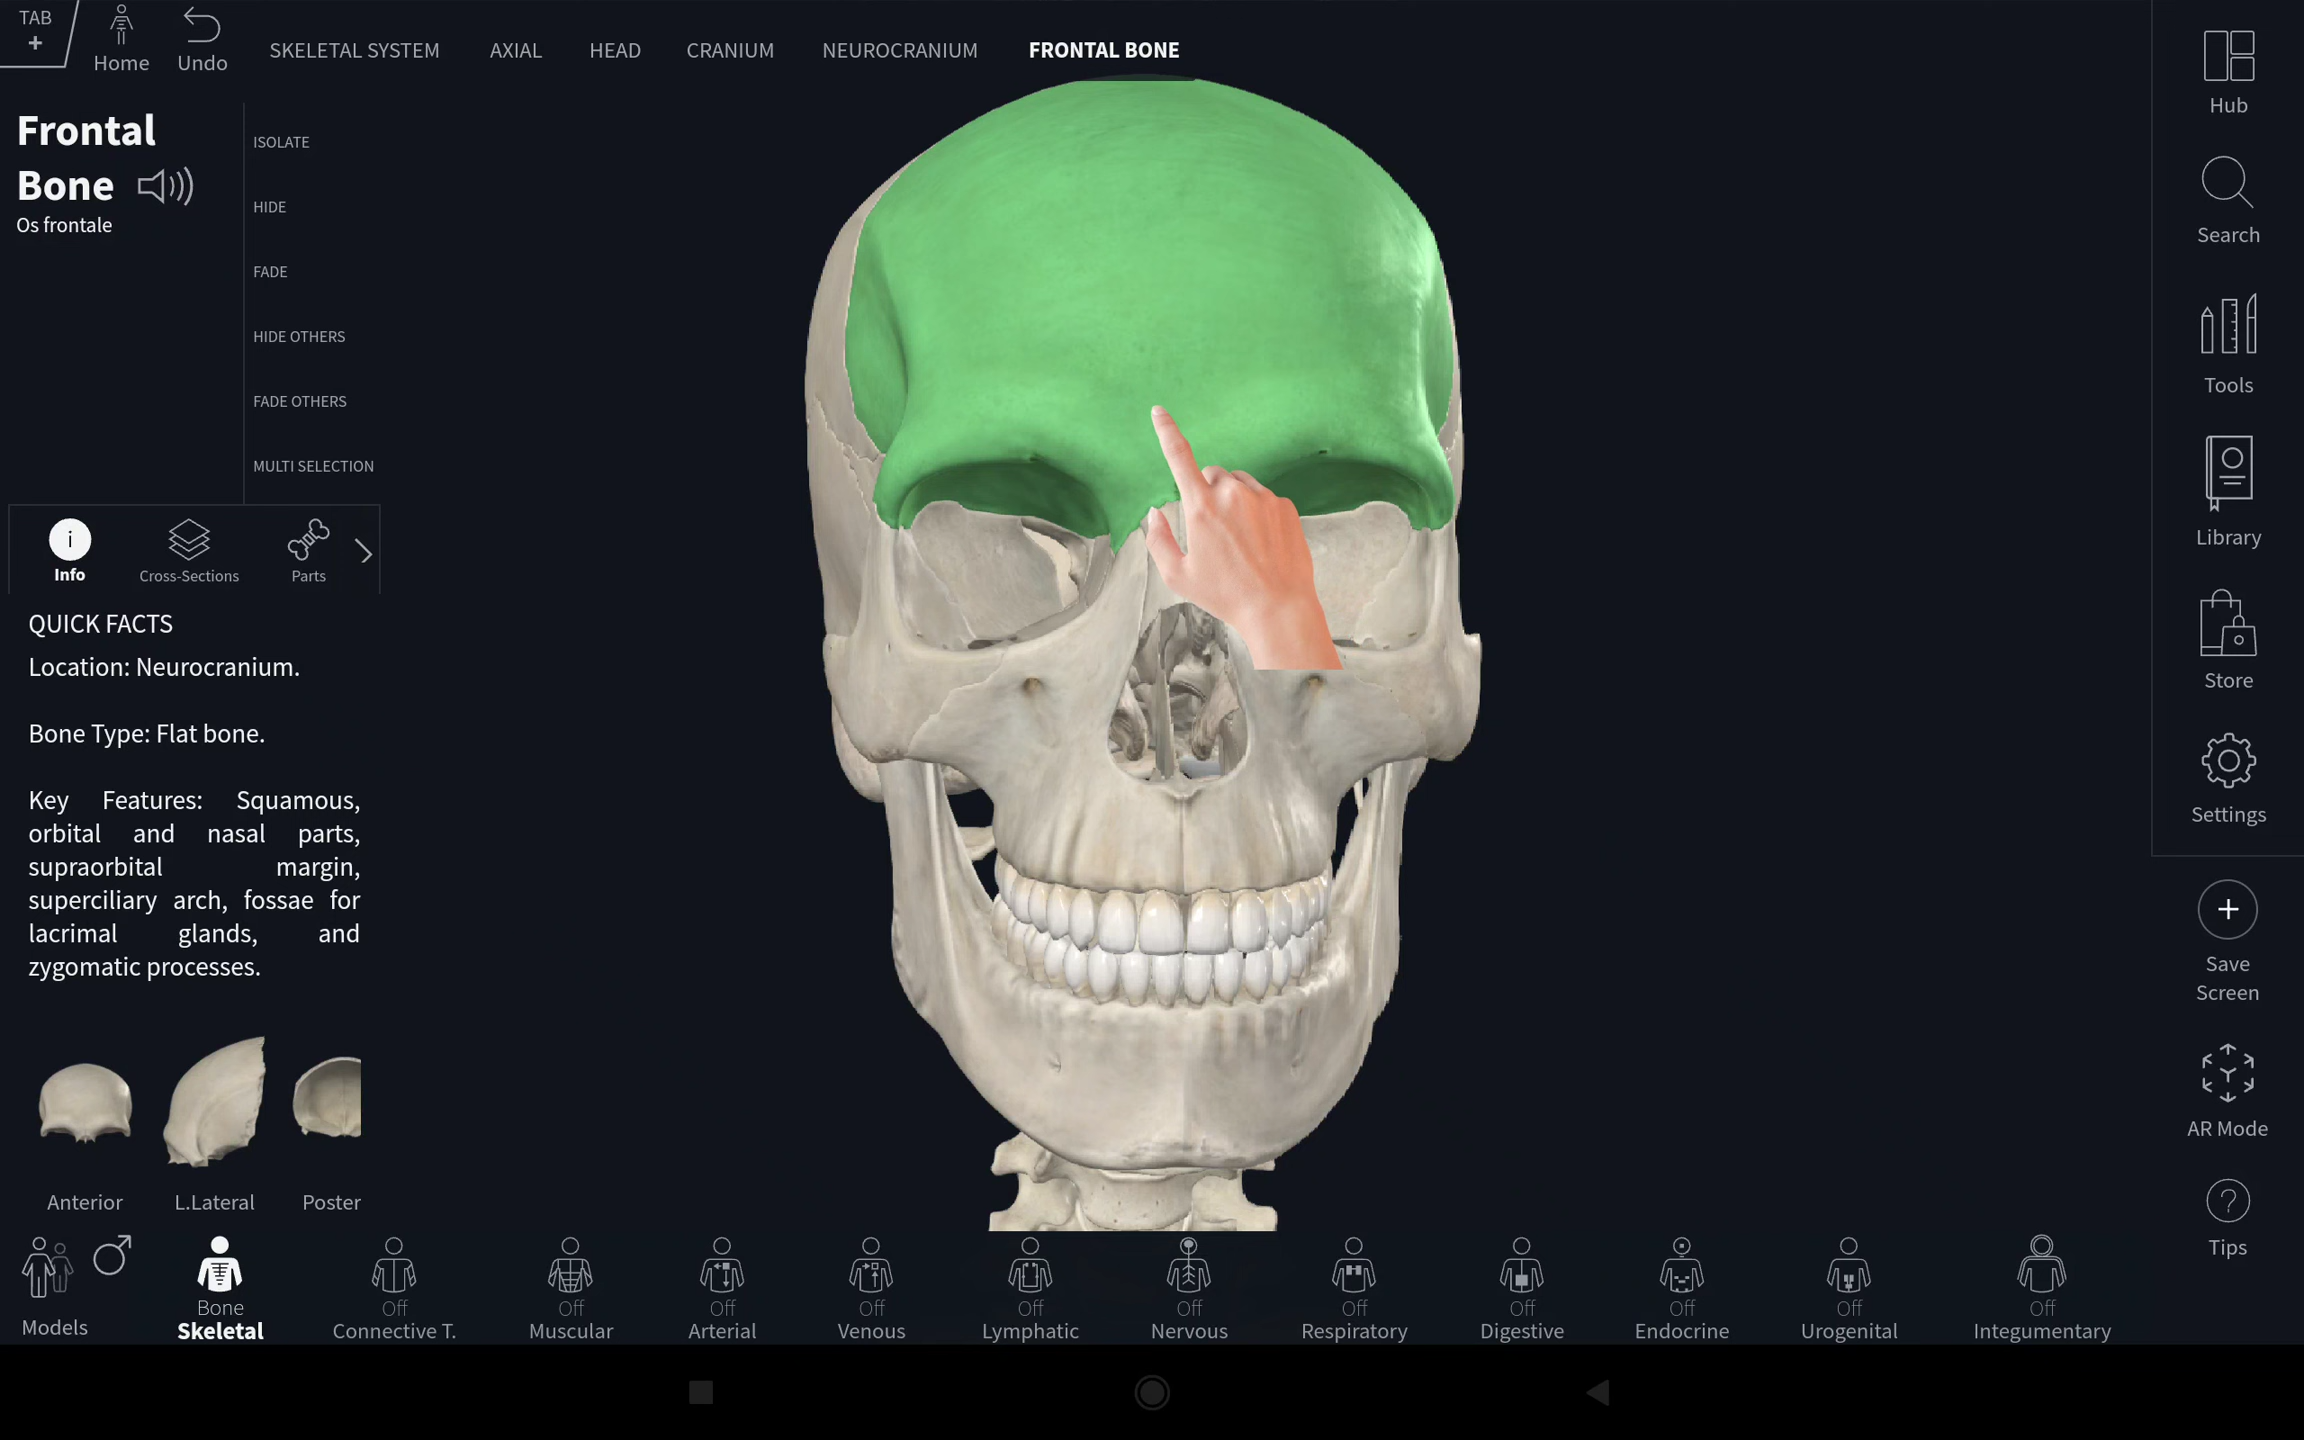 TAB
+
Home
Undo
SKELETAL SYSTEM
AXIAL
HEAD
CRANIUM
NEUROCRANIUM
FRONTAL BONE
Frontal
Bone
Os frontale
ISOLATE
HIDE
FADE
HIDE OTHERS
FADE OTHERS
MULTI SELECTION
i
Info
Cross-Sections
Parts
QUICK FACTS
Location: Neurocranium.
Bone Type: Flat bone.
Key Features: Squamous,
orbital and nasal parts,
supraorbital margin,
superciliary arch, fossae for
lacrimal glands, and
zygomatic processes.
Anterior
L.Lateral
Poster
Hub
Search
Tools
Library
Store
Settings
+
Save
Screen
AR Mode
?
Tips
Models
Bone
Skeletal
Off
Connective T.
Off
Muscular
Off
Arterial
Off
Venous
Off
Lymphatic
Off
Nervous
Off
Respiratory
Off
Digestive
Off
Endocrine
Off
Urogenital
Off
Integumentary